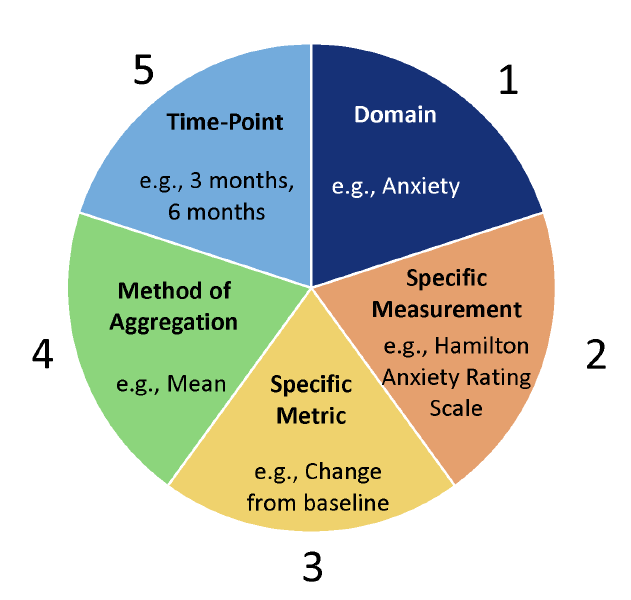 1
Domain
e.g., Anxiety
2
Specific
Measurement
e.g., Hamilton
Anxiety Rating
Scale
3
Specific
Metric
e.g., Change
from baseline
4
Method of
Aggregation
e.g., Mean
5
Time-Point
e.g., 3 months,
6 months